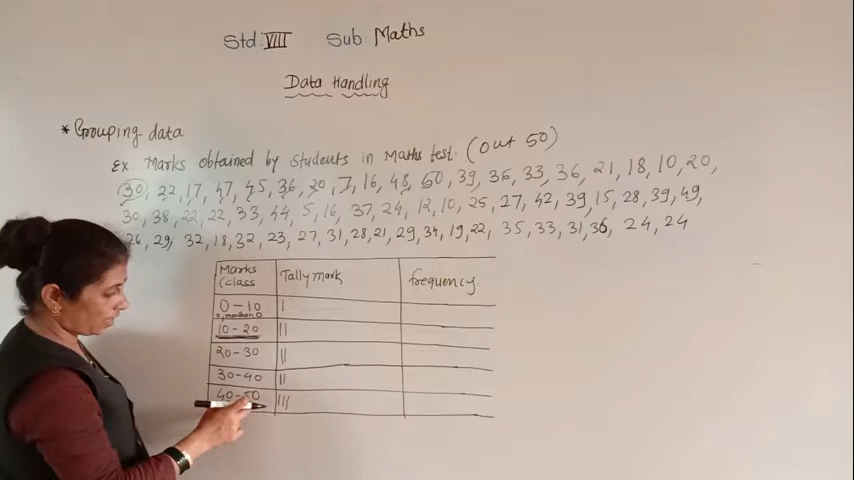 Std VIII Sub Maths
Data Handling
* Grouping data
Ex. Marks obtained by students in Maths test. (Out 50)
30, 22, 17, 47, 45, 36, 20, 7, 16, 48, 50, 39, 36, 33, 36, 21, 18, 10, 20,
30, 38, 22, 22, 33, 44, 5, 16, 37, 24, 12, 10, 26, 27, 42, 39, 15, 28, 39, 49,
26, 29, 32, 18, 32, 23, 27, 31, 28, 21, 29, 34, 19, 22, 35, 33, 31, 36, 24, 24
Marks (class Tally mark frequency
0-10 |
10-20 ||
20-30 ||
30-40 ||
40-50 |||